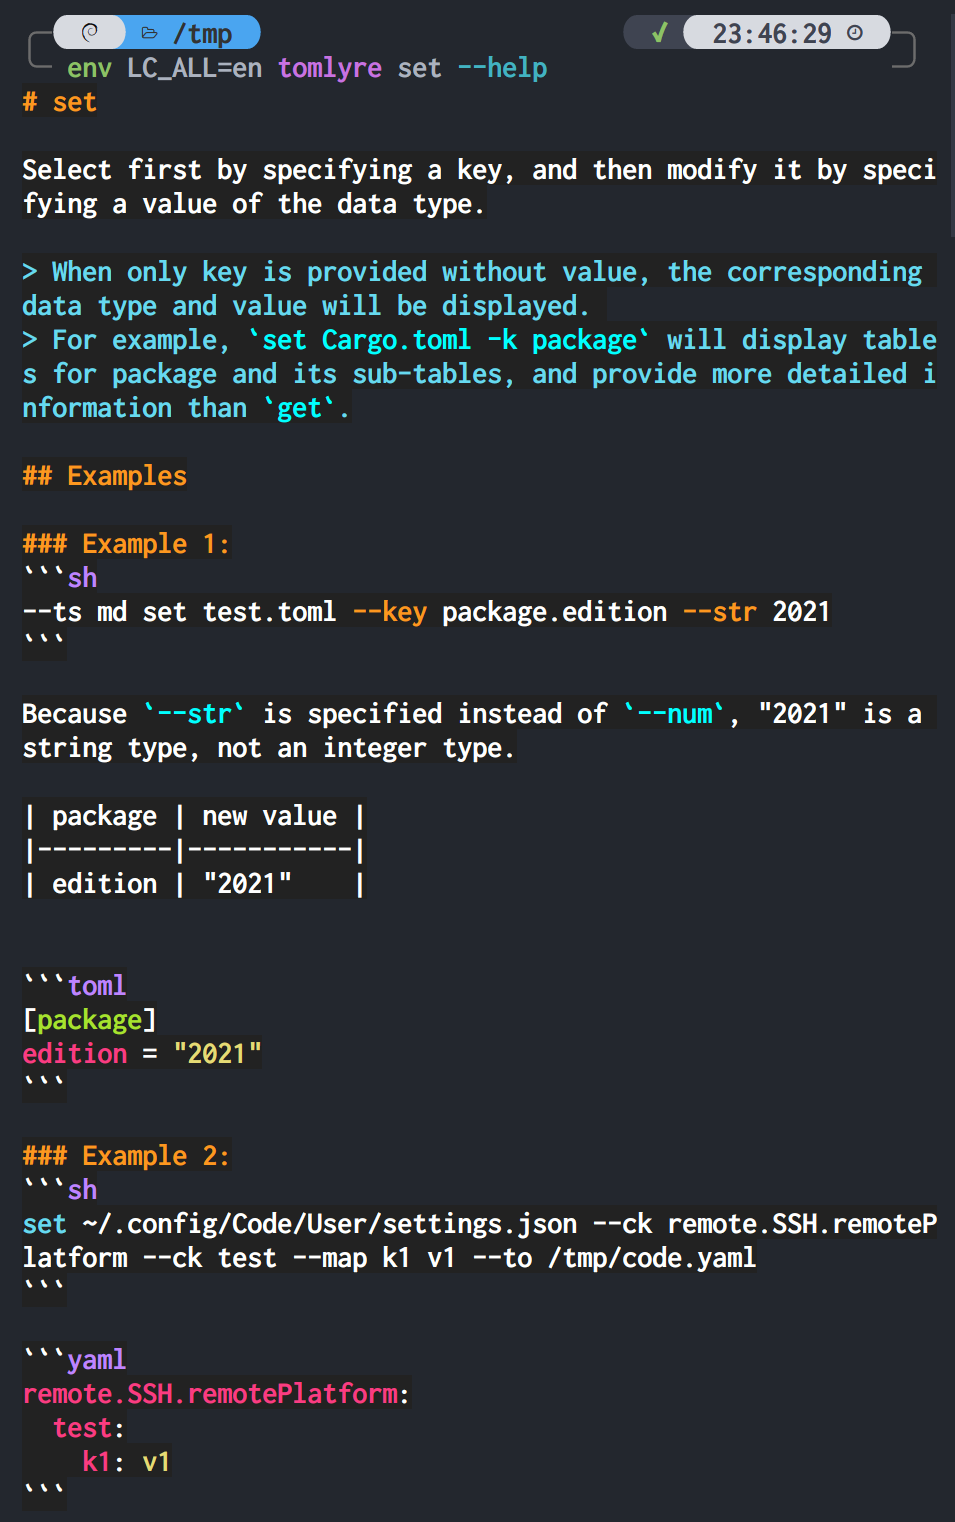 /tmp
✓ 23:46:29
env LC_ALL=en tomlyre set --help
# set
Select first by specifying a key, and then modify it by speci
fying a value of the data type.
> When only key is provided without value, the corresponding
data type and value will be displayed.
> For example, `set Cargo.toml -k package` will display table
s for package and its sub-tables, and provide more detailed i
nformation than `get`.
## Examples
### Example 1:
```sh
--ts md set test.toml --key package.edition --str 2021
```
Because `--str` is specified instead of `--num`, "2021" is a
string type, not an integer type.
| package | new value |
|---------|-----------|
| edition | "2021"    |
```toml
[package]
edition = "2021"
```
### Example 2:
```sh
set ~/.config/Code/User/settings.json --ck remote.SSH.remoteP
latform --ck test --map k1 v1 --to /tmp/code.yaml
```
```yaml
remote.SSH.remotePlatform:
  test:
    k1: v1
```